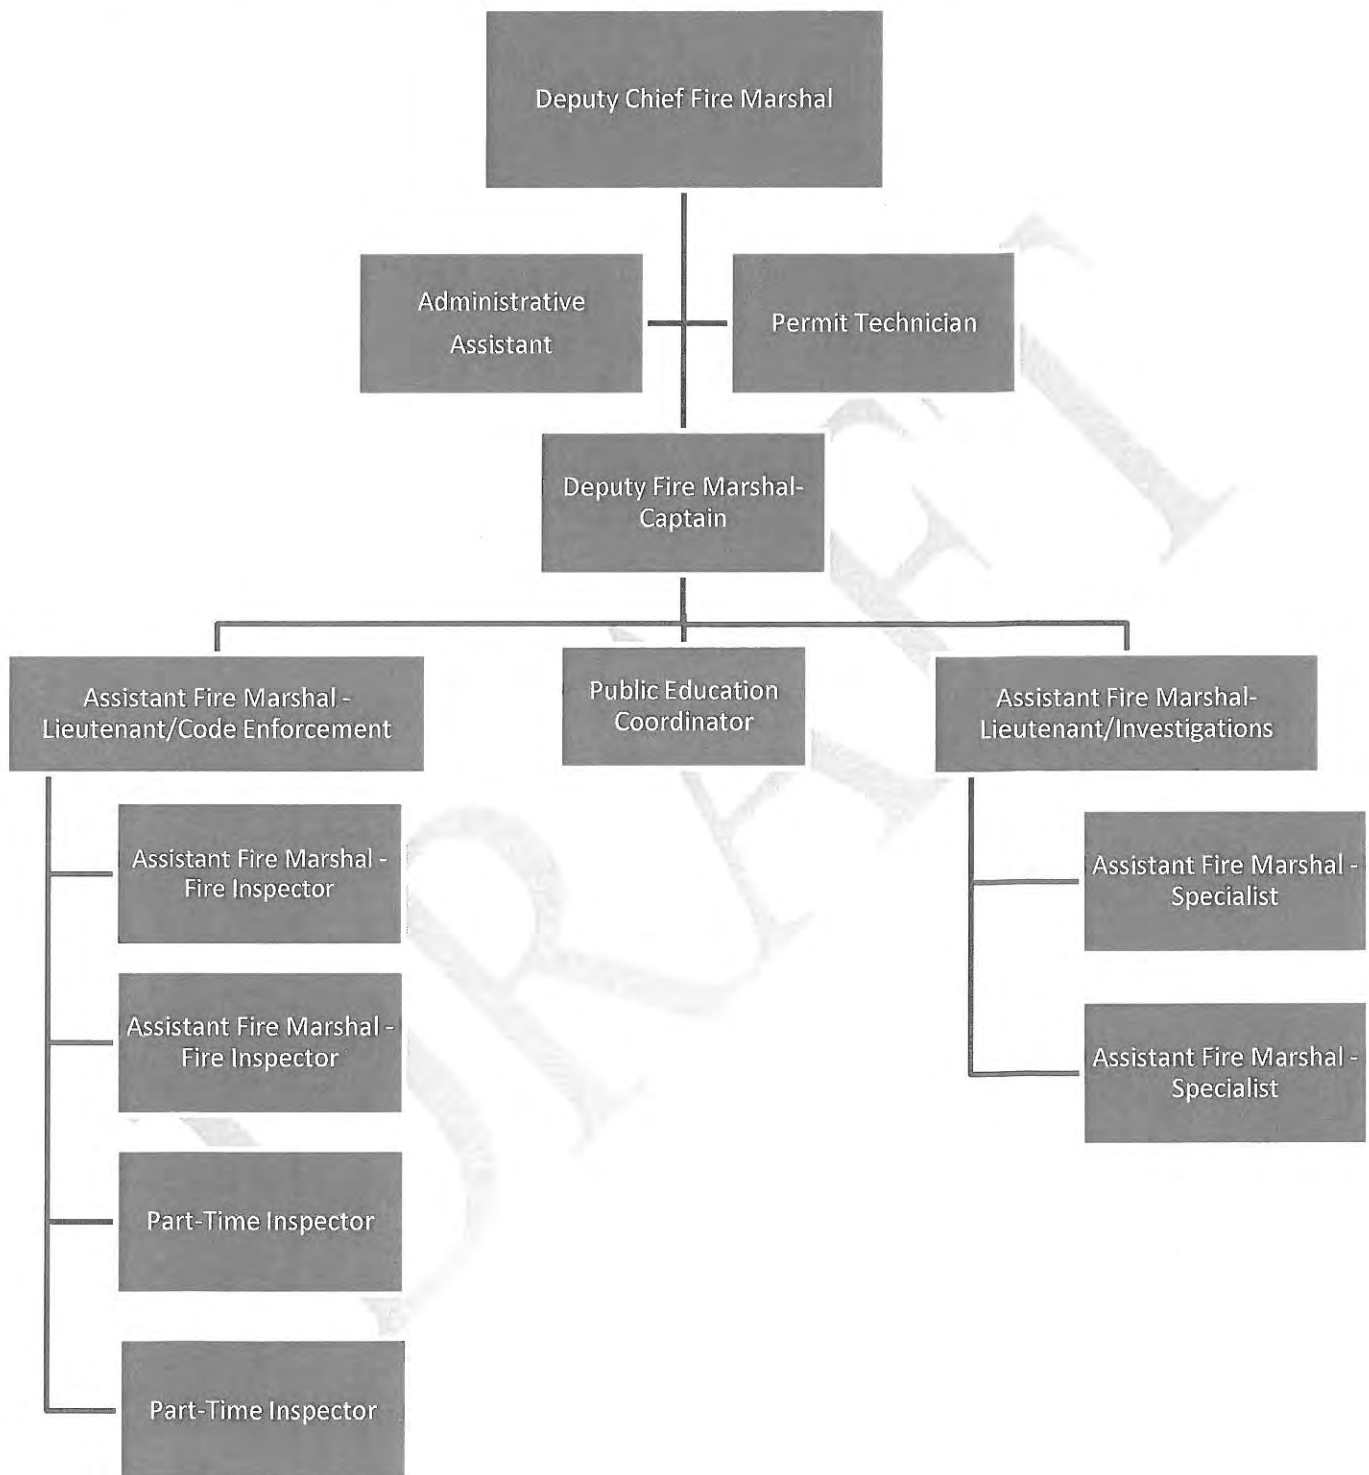 Deputy Chief Fire Marshal
Administrative
Assistant
Permit Technician
Deputy Fire Marshal-
Captain
Assistant Fire Marshal -
Lieutenant/Code Enforcement
Public Education
Coordinator
Assistant Fire Marshal-
Lieutenant/Investigations
Assistant Fire Marshal -
Fire Inspector
Assistant Fire Marshal -
Fire Inspector
Part-Time Inspector
Part-Time Inspector
Assistant Fire Marshal -
Specialist
Assistant Fire Marshal -
Specialist
DRAFT